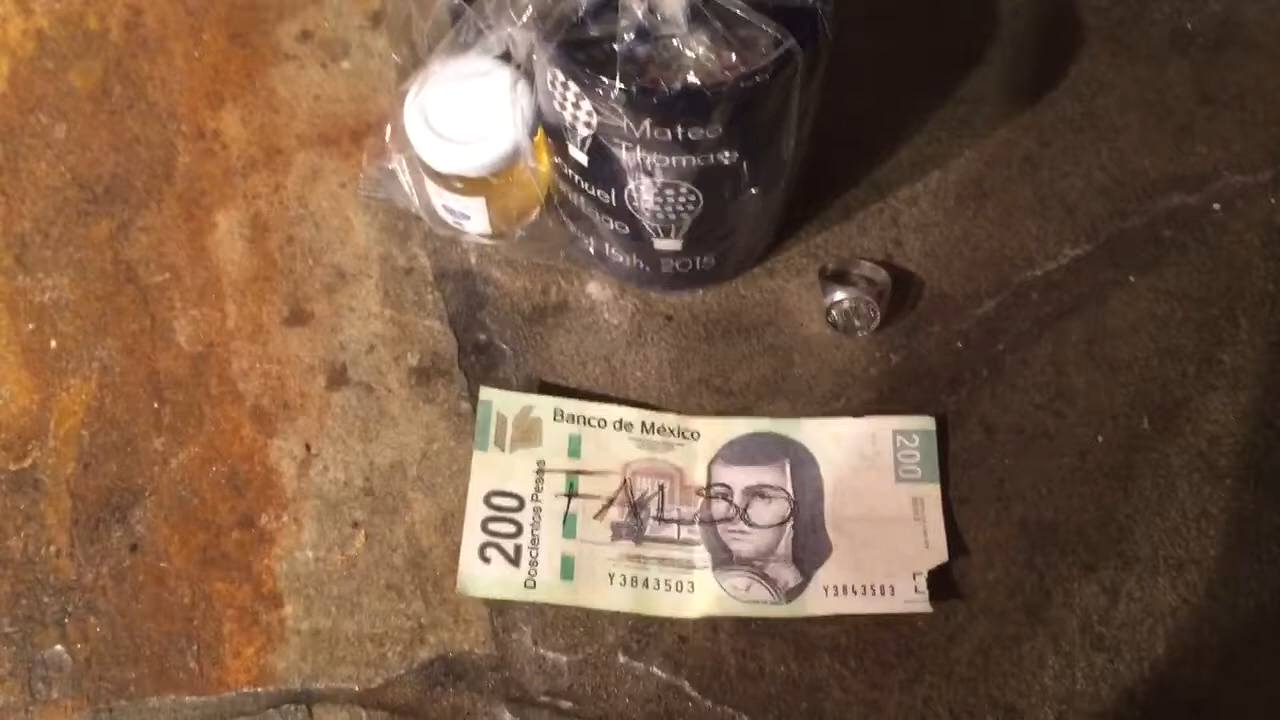 Mateo
Thomas
Samuel
Santiago
15th, 2015
Banco de México
200
200
Doscientos Pesos
FALSO
Y3843503
Y3843503